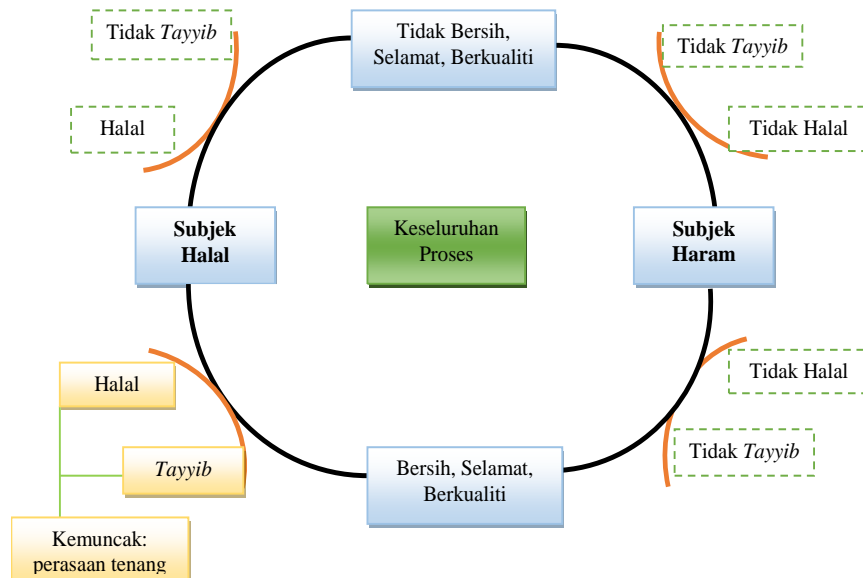 Tidak Tayyib
Tidak Bersih,
Selamat, Berkualiti
Tidak Tayyib
Halal
Tidak Halal
Subjek
Halal
Keseluruhan
Proses
Subjek
Haram
Halal
Tidak Halal
Tayyib
Bersih, Selamat,
Berkualiti
Tidak Tayyib
Kemuncak:
perasaan tenang